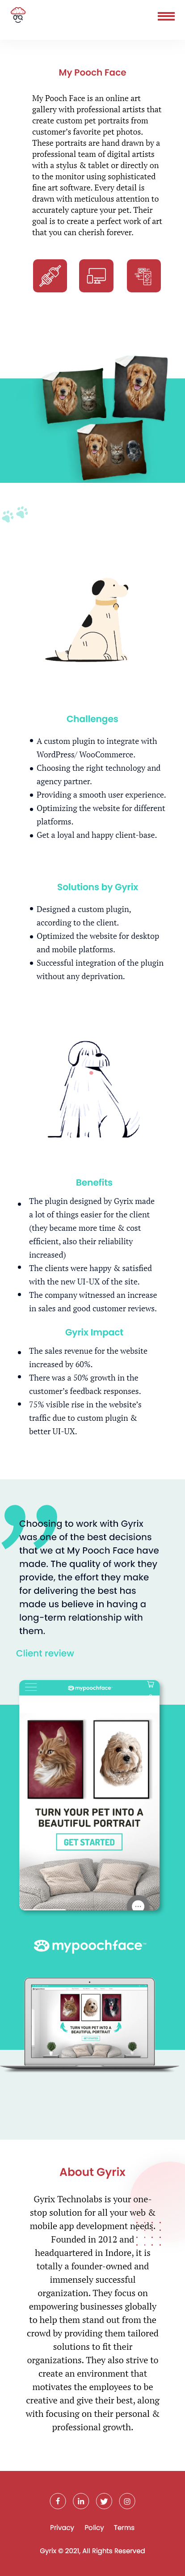 My Pooch Face
My Pooch Face is an online art
gallery with professional artists that
create custom pet portraits from
customer's favorite pet photos.
These portraits are hand drawn by a
professional team of digital artists
with a stylus & tablet or directly on
to the monitor using sophisticated
fine art software. Every detail is
drawn with meticulous attention to
accurately capture your pet. Their
goal is to create a perfect work of art
that you can cherish forever.
Challenges
A custom plugin to integrate with
WordPress/ WooCommerce.
Choosing the right technology and
agency partner.
Providing a smooth user experience.
Optimizing the website for different
platforms.
Get a loyal and happy client-base.
Solutions by Gyrix
Designed a custom plugin,
according to the client.
Optimized the website for desktop
and mobile platforms.
Successful integration of the plugin
without any deprivation.
Benefits
The plugin designed by Gyrix made
a lot of things easier for the client
(they became more time & cost
efficient, also their reliability
increased)
The clients were happy & satisfied
with the new UI-UX of the site.
The company witnessed an increase
in sales and good customer reviews.
Gyrix Impact
The sales revenue for the website
increased by 60%.
There was a 50% growth in the
customer's feedback responses.
75% visible rise in the website's
traffic due to custom plugin &
better UI-UX.
Choosing to work with Gyrix
was one of the best decisions
that we at My Pooch Face have
made. The quality of work they
provide, the effort they make
for delivering the best has
made us believe in having a
long-term relationship with
them.
Client review
mypoochface
TURN YOUR PET INTO A
BEAUTIFUL PORTRAIT
GET STARTED
mypoochface
TURN YOUR PET INTO A
BEAUTIFUL PORTRAIT
About Gyrix
Gyrix Technolabs is your one-
stop solution for all your web &
mobile app development needs.
Founded in 2012 and
headquartered in Indore, it is
totally a founder-owned and
immensely successful
organization. They focus on
empowering businesses globally
to help them stand out from the
crowd by providing them tailored
solutions to fit their
organizations. They also strive to
create an environment that
motivates the employees to be
creative and give their best, along
with focusing on their personal &
professional growth.
Privacy Policy Terms
Gyrix © 2021, All Rights Reserved